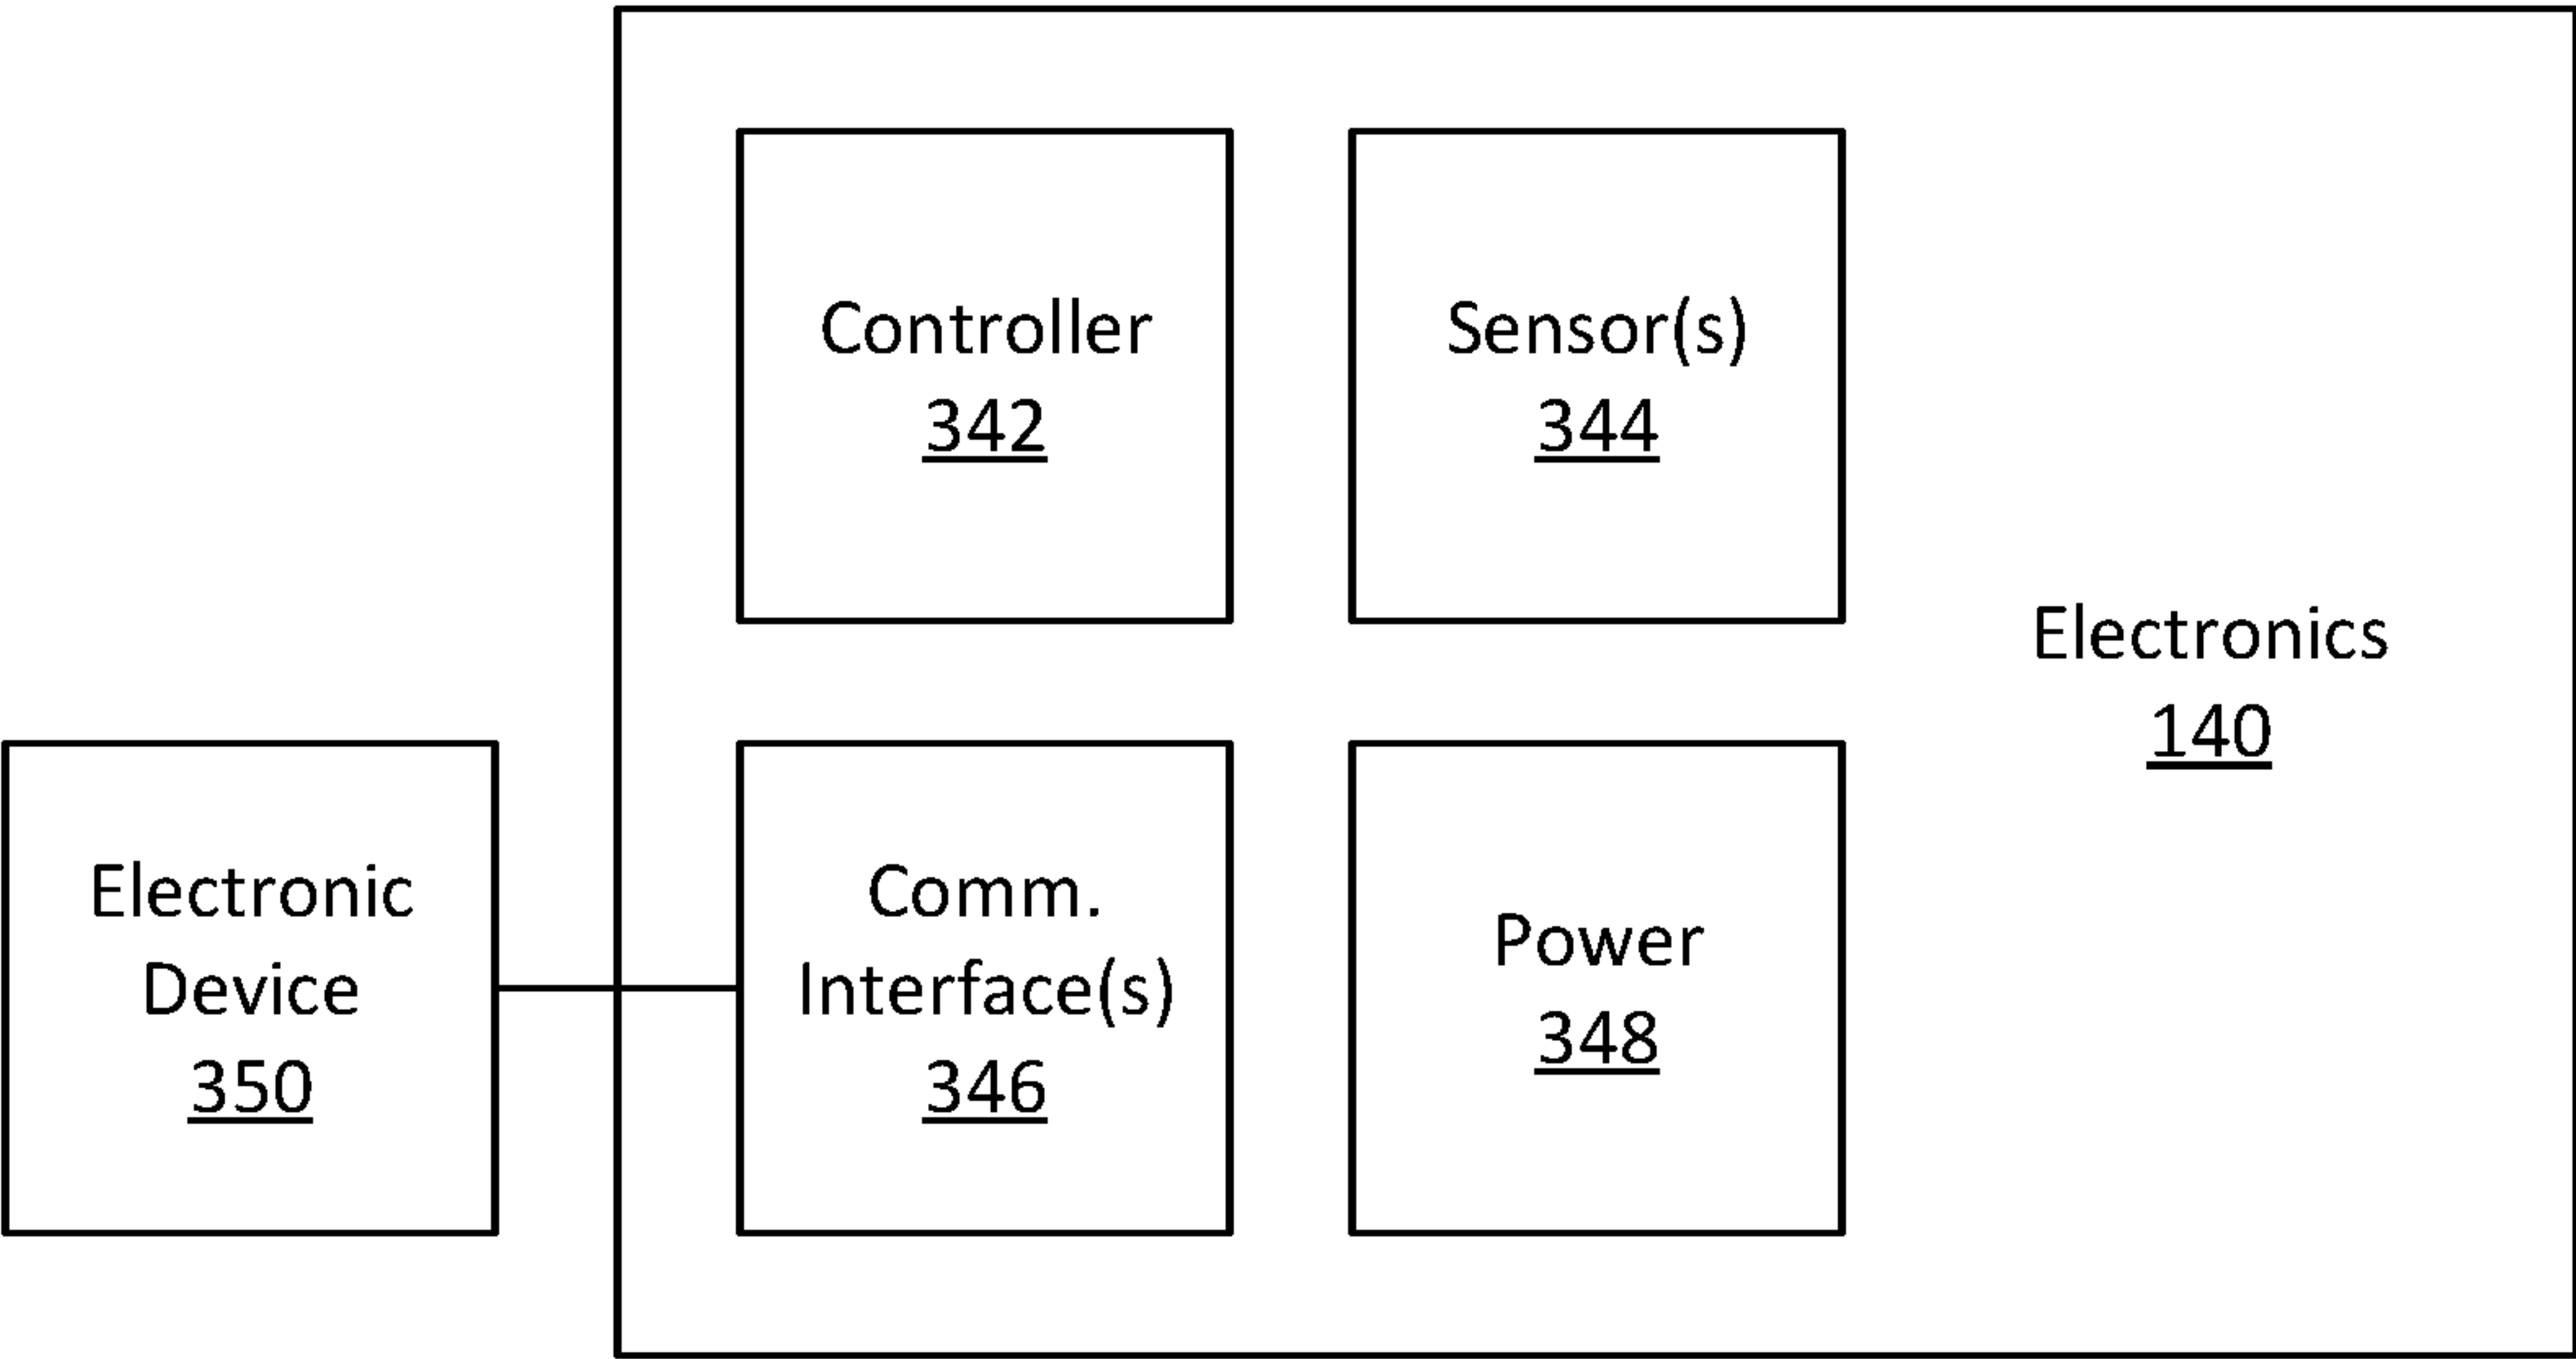 Controller
342
Sensor(s)
344
Electronics
140
Electronic
Device
350
Comm.
Interface(s)
346
Power
348